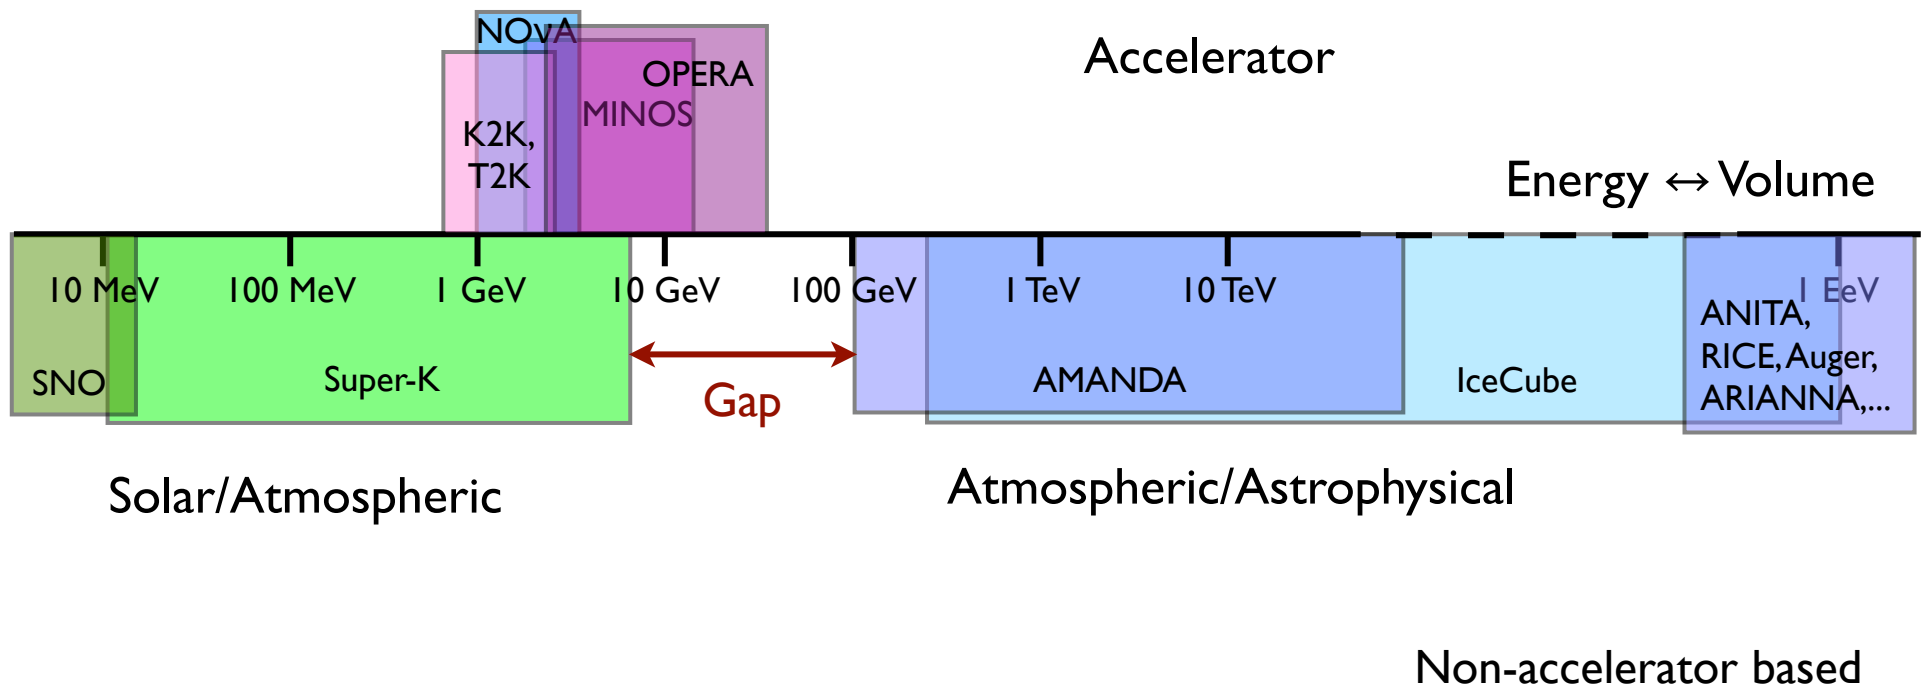 NOνA
Accelerator
OPERA
MINOS
K2K,
T2K
Energy ↔ Volume
10 MeV
100 MeV
1 GeV
10 GeV
100 GeV
1 TeV
10 TeV
1 EeV
ANITA,
RICE, Auger,
ARIANNA,...
SNO
Super-K
Gap
AMANDA
IceCube
Solar/Atmospheric
Atmospheric/Astrophysical
Non-accelerator based